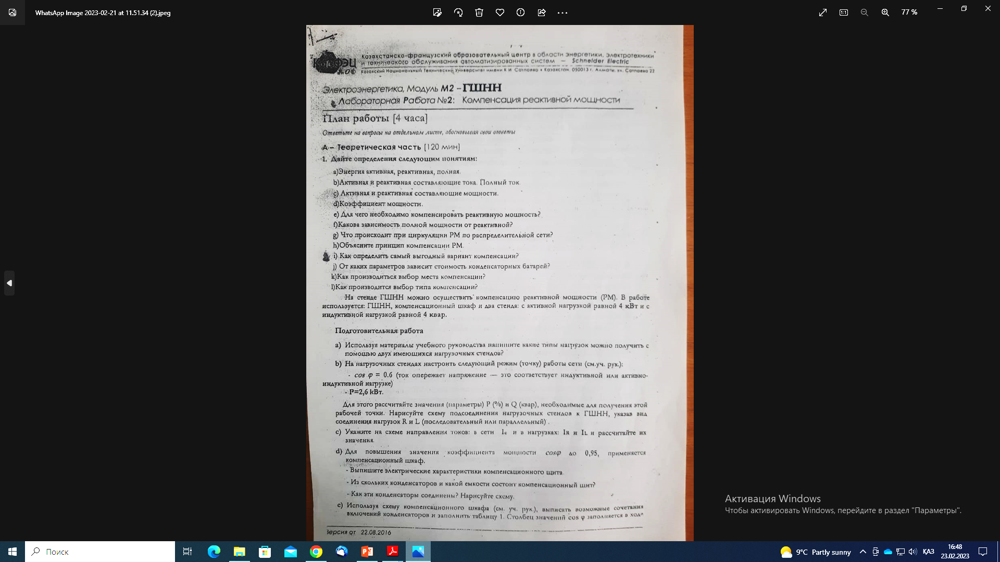 WhatsApp Image 2023-02-21 at 11.51.34 (2).jpeg
77 %
Казахстанско-французский образовательный центр в области энергетики, электротехники
и технического обслуживания автоматизированных систем — Schneider Electric
Казахский Национальный Технический Университет имени К.И. Сатпаева • Казахстан, 050013 г. Алматы, ул. Сатпаева 22
Электроэнергетика, Модуль М2 – ГШНН
Лабораторная Работа №2: Компенсация реактивной мощности
План работы [4 часа]
Ответьте на вопросы на отдельном листе, обосновывая свои ответы
А – Теоретическая часть [120 мин]
1. Дайте определения следующим понятиям:
a)Энергия активная, реактивная, полная.
b)Активная и реактивная составляющие тока. Полный ток.
c) Активная и реактивная составляющие мощности.
d)Коэффициент мощности.
e) Для чего необходимо компенсировать реактивную мощность?
f)Какова зависимость полной мощности от реактивной?
g) Что происходит при циркуляции РМ по распределительной сети?
h)Объясните принцип компенсации РМ.
i) Как определить самый выгодный вариант компенсации?
j) От каких параметров зависит стоимость конденсаторных батарей?
k)Как производиться выбор места компенсации?
l)Как производится выбор типа компенсации?
На стенде ГШНН можно осуществить компенсацию реактивной мощности (РМ). В работе
используется: ГШНН, компенсационный шкаф и два стенда: с активной нагрузкой равной 4 кВт и с
индуктивной нагрузкой равной 4 квар.
Подготовительная работа
a) Используя материалы учебного руководства напишите какие типы нагрузок можно получить с
помощью двух имеющихся нагрузочных стендов?
b) На нагрузочных стендах настроить следующий режим (точку) работы сети (см.уч. рук.):
- cos φ = 0.6 (ток опережает напряжение — это соответствует индуктивной или активно-
индуктивной нагрузке)
- P=2,6 kВт.
Для этого рассчитайте значения (параметры) P (%) и Q (квар), необходимые для получения этой
рабочей точки. Нарисуйте схему подсоединения нагрузочных стендов к ГШНН, указав вид
соединения нагрузок R и L (последовательный или параллельный) .
c) Укажите на схеме направления токов: в сети Ic и в нагрузках: IR и IL и рассчитайте их
значения.
d) Для повышения значения коэффициента мощности cosφ до 0,95, применяется
компенсационный шкаф.
- Выпишите электрические характеристики компенсационного щита.
- Из скольких конденсаторов и какой емкости состоит компенсационный щит?
- Как эти конденсаторы соединены? Нарисуйте схему.
e) Используя схему компенсационного шкафа (см. уч. рук.), выписать возможные сочетания
включений конденсаторов и заполнить таблицу 1. Столбец значений cos φ заполняется в
Версия от 22.08.2016
Активация Windows
Чтобы активировать Windows, перейдите в раздел "Параметры".
Поиск
9°C Partly sunny
ҚАЗ
16:48
23.02.2023